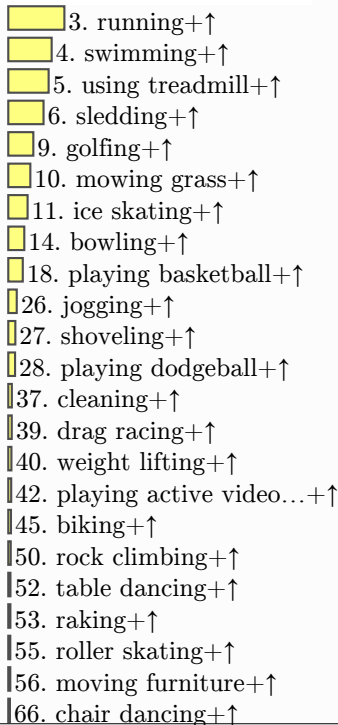 3. running+↑
4. swimming+↑
5. using treadmill+↑
6. sledding+↑
9. golfing+↑
10. mowing grass+↑
11. ice skating+↑
14. bowling+↑
18. playing basketball+↑
26. jogging+↑
27. shoveling+↑
28. playing dodgeball+↑
37. cleaning+↑
39. drag racing+↑
40. weight lifting+↑
42. playing active video...+↑
45. biking+↑
50. rock climbing+↑
52. table dancing+↑
53. raking+↑
55. roller skating+↑
56. moving furniture+↑
66. chair dancing+↑